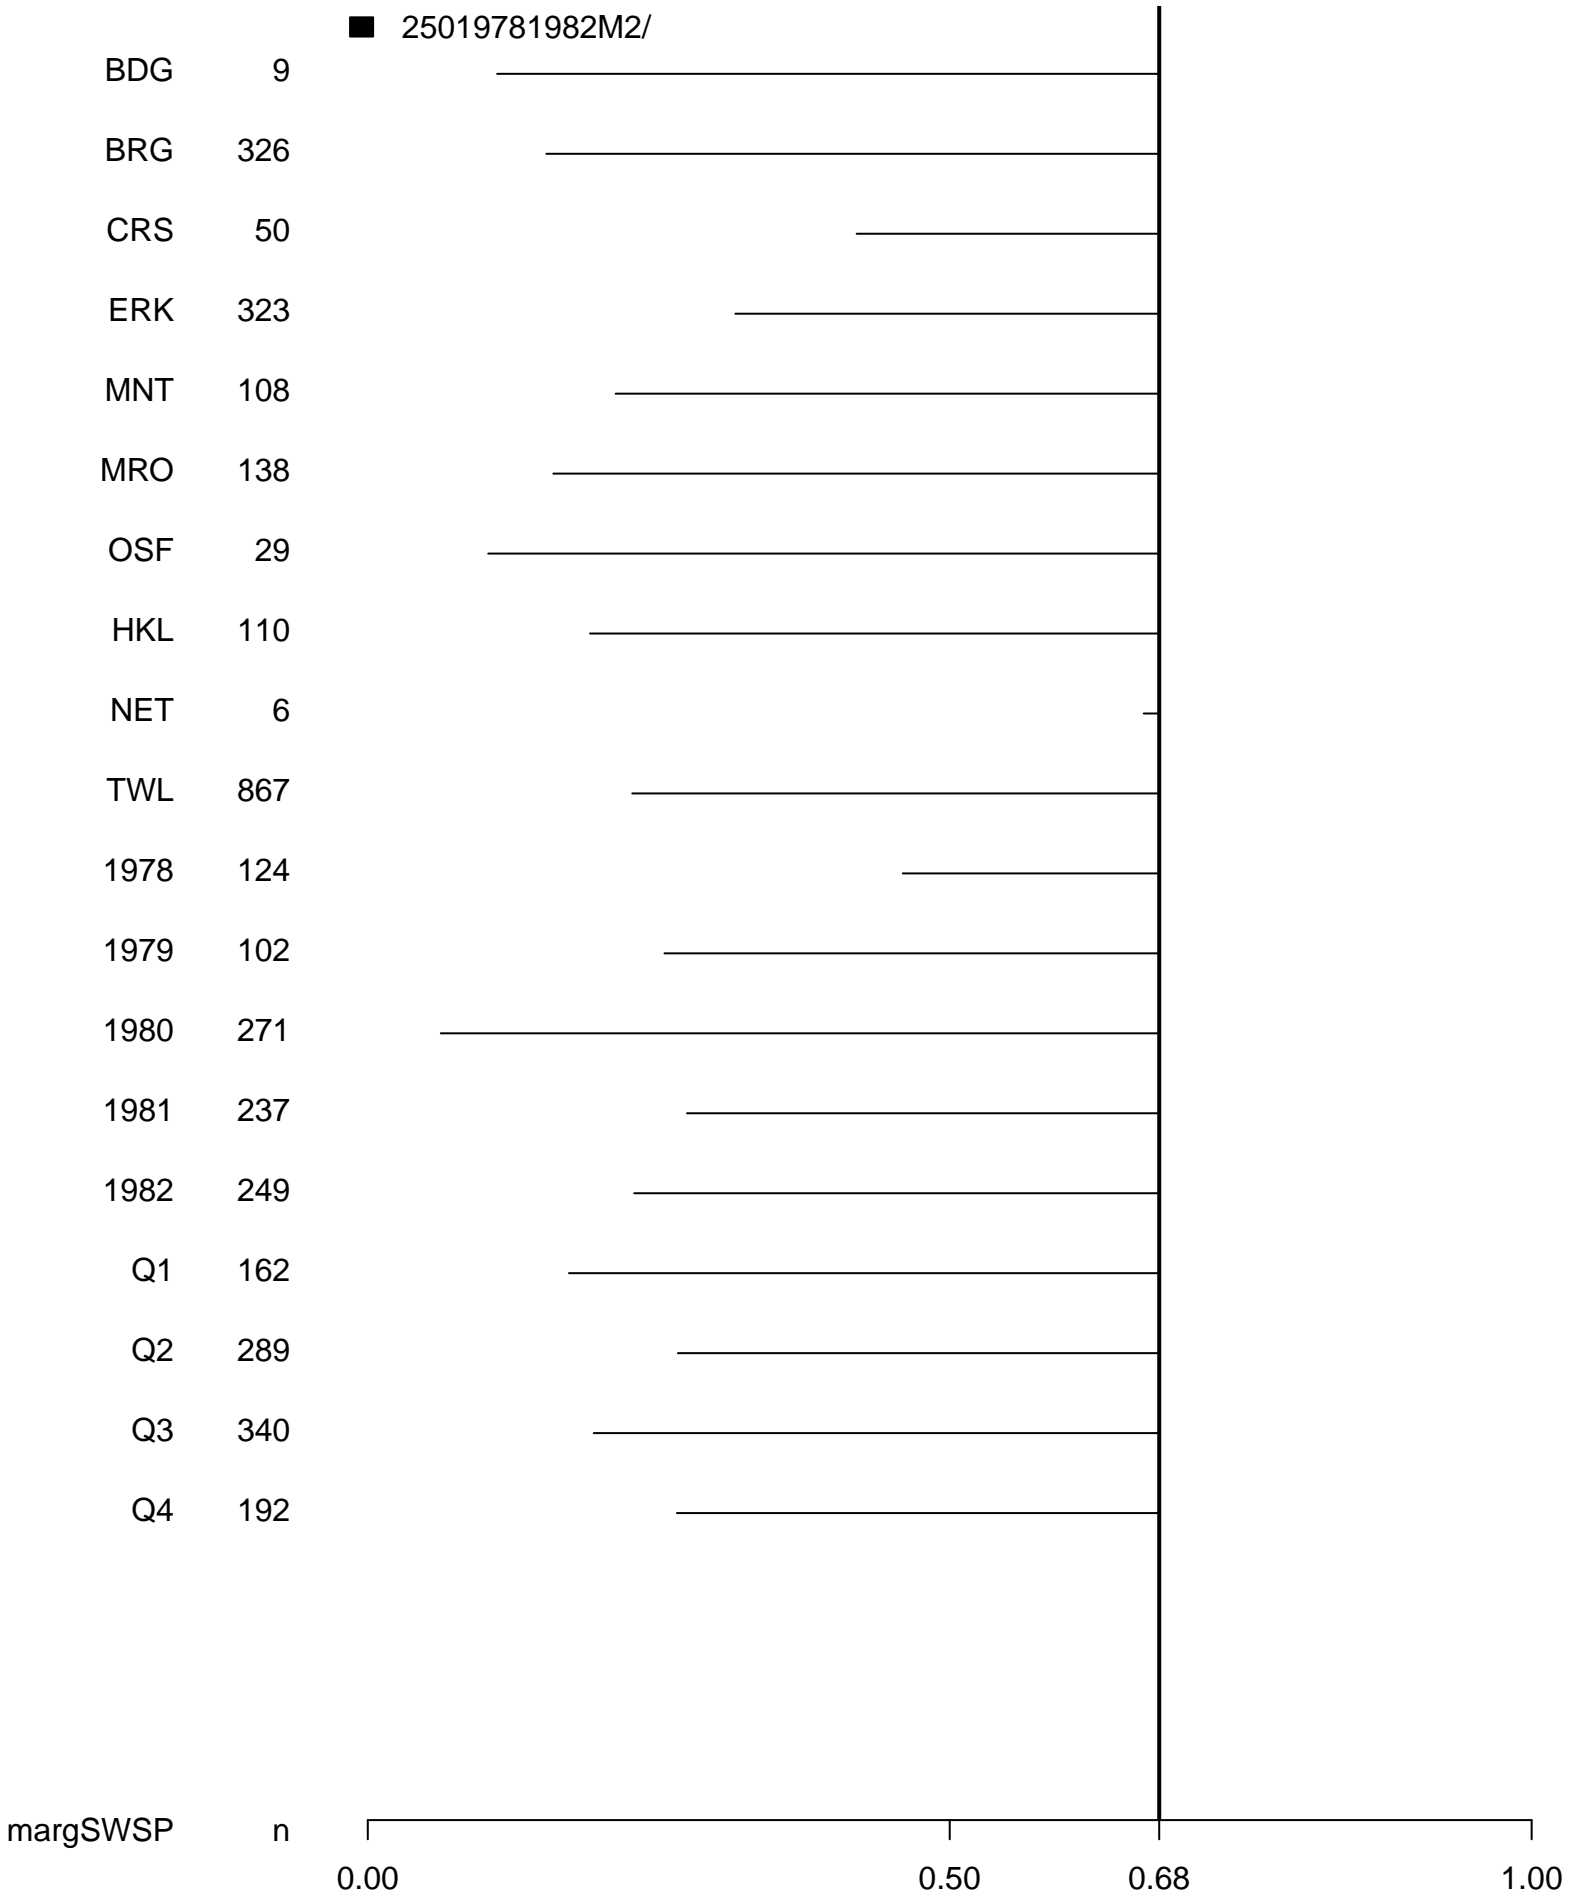 25019781982M2/
BDG 9
BRG 326
CRS 50
ERK 323
MNT 108
MRO 138
OSF 29
HKL 110
NET 6
TWL 867
1978 124
1979 102
1980 271
1981 237
1982 249
Q1 162
Q2 289
Q3 340
Q4 192
margSWSP n
0.00 0.50 0.68 1.00